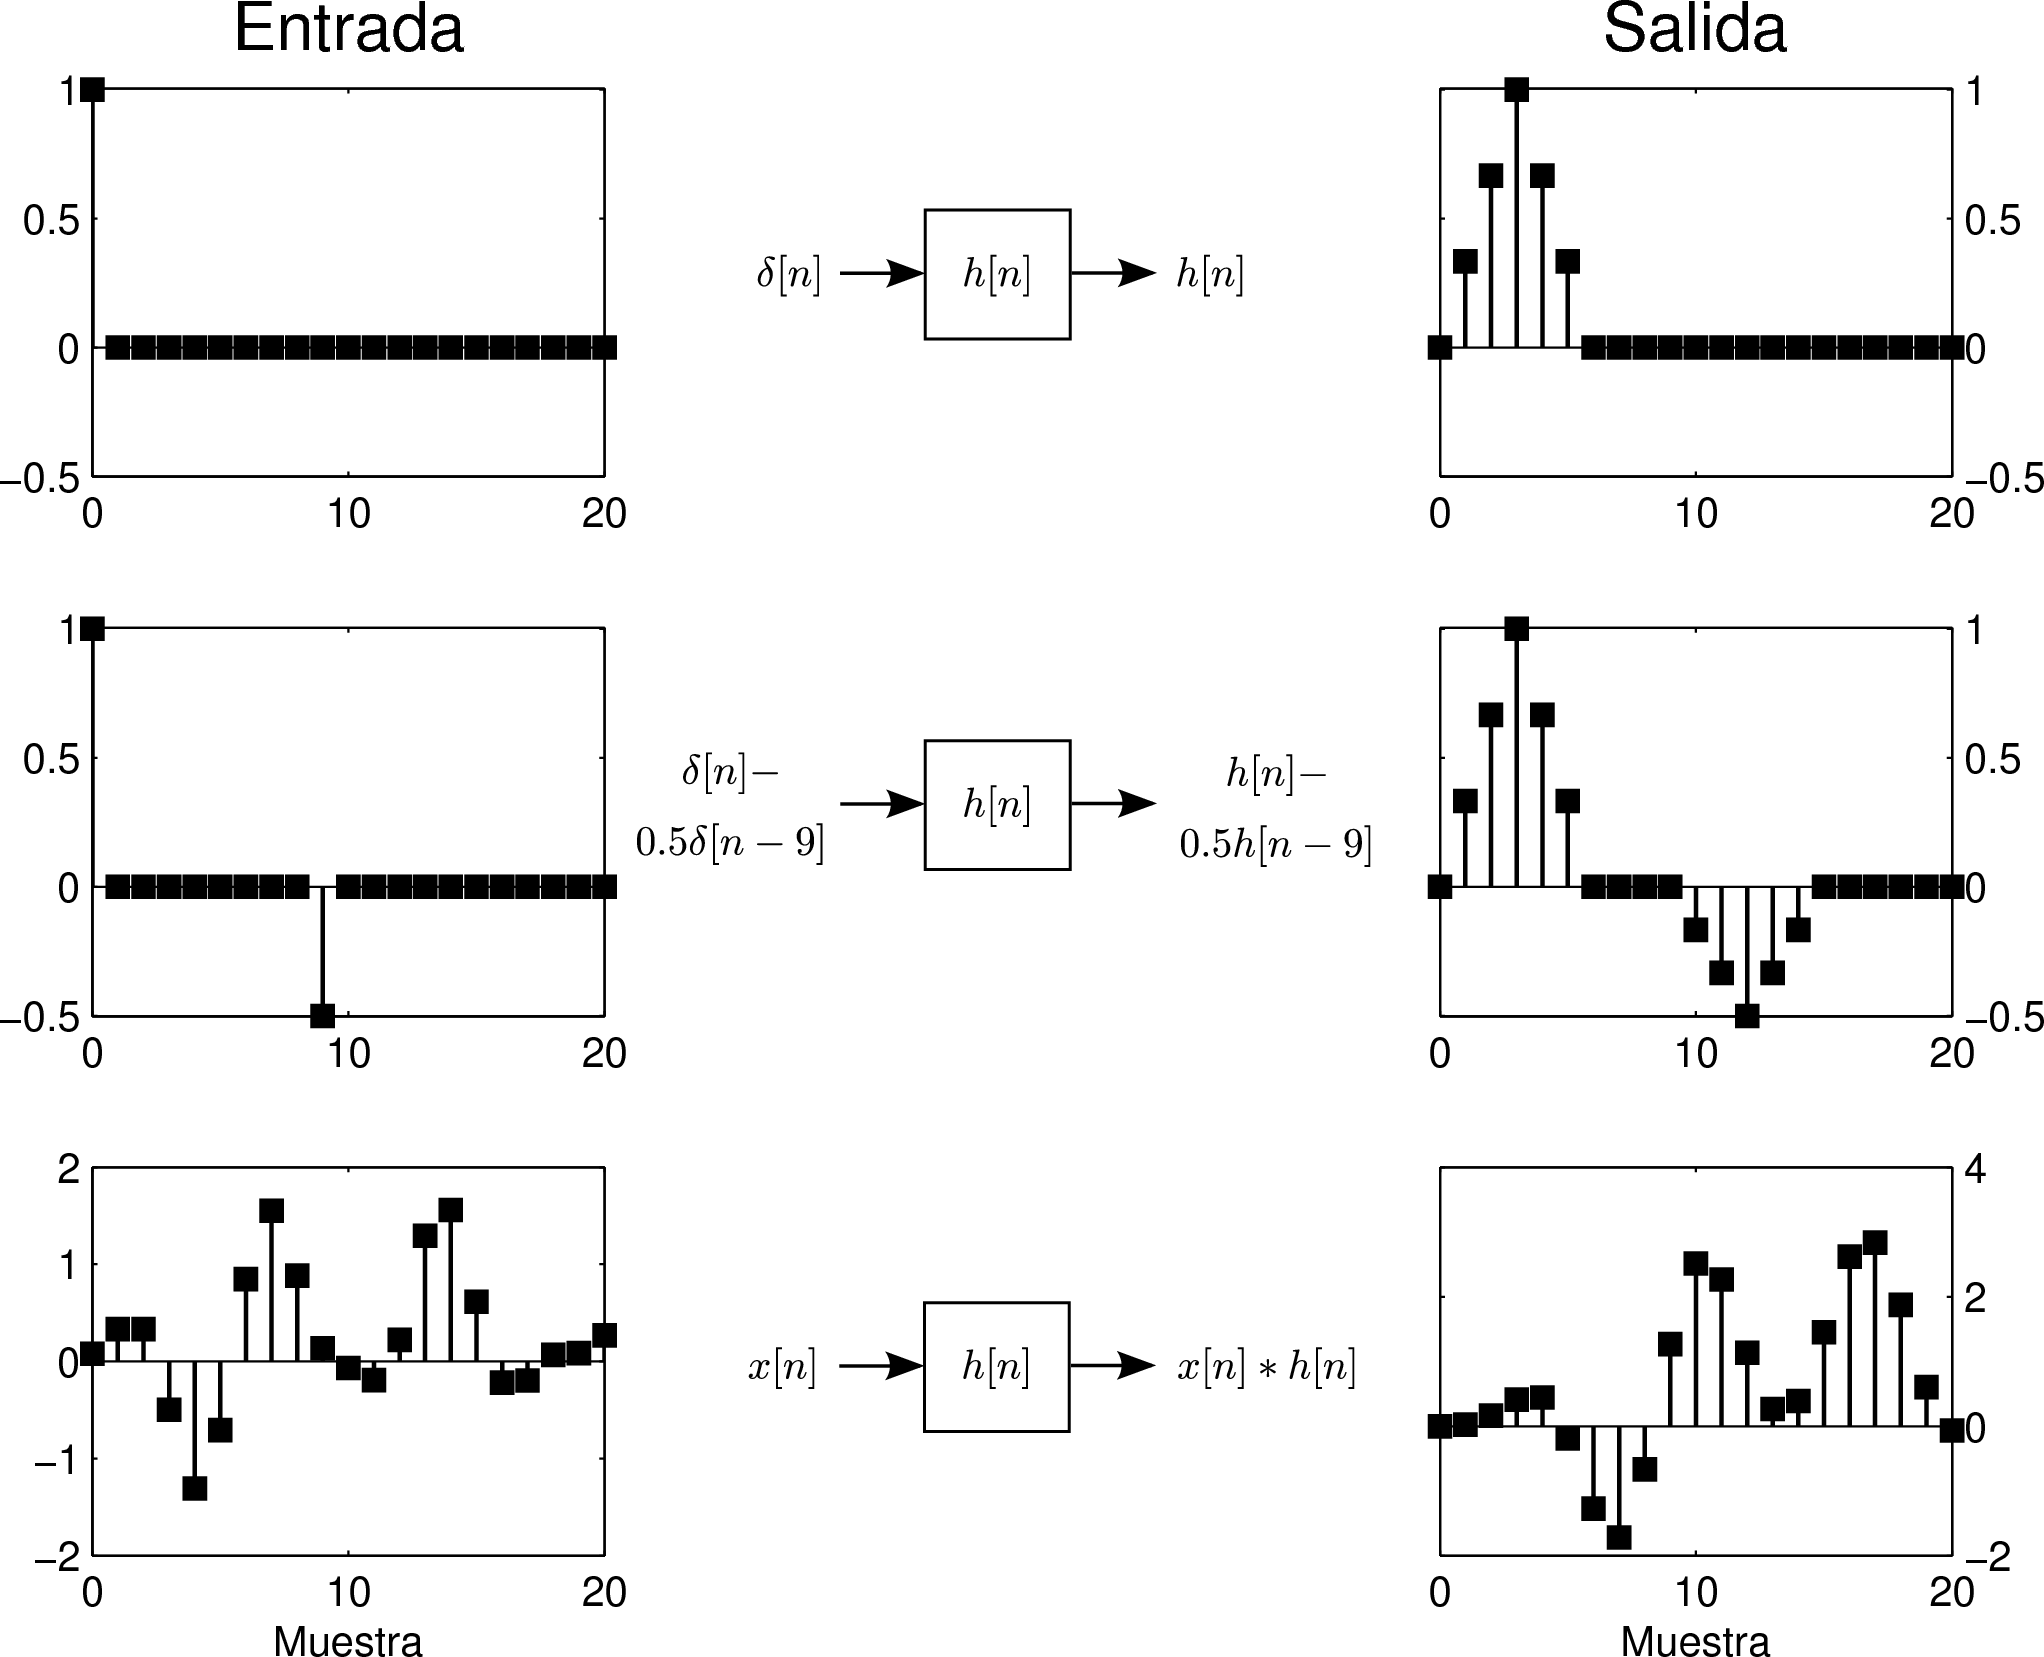 Entrada
Salida
1
0.5
0
−0.5
0 10 20
δ[n]
h[n]
h[n]
1
0.5
0
−0.5
0 10 20
1
0.5
0
−0.5
0 10 20
δ[n]−
0.5δ[n − 9]
h[n]
h[n]−
0.5h[n − 9]
1
0.5
0
−0.5
0 10 20
2
1
0
−1
−2
0 10 20
Muestra
x[n]
h[n]
x[n] ∗ h[n]
4
2
0
−2
0 10 20
Muestra